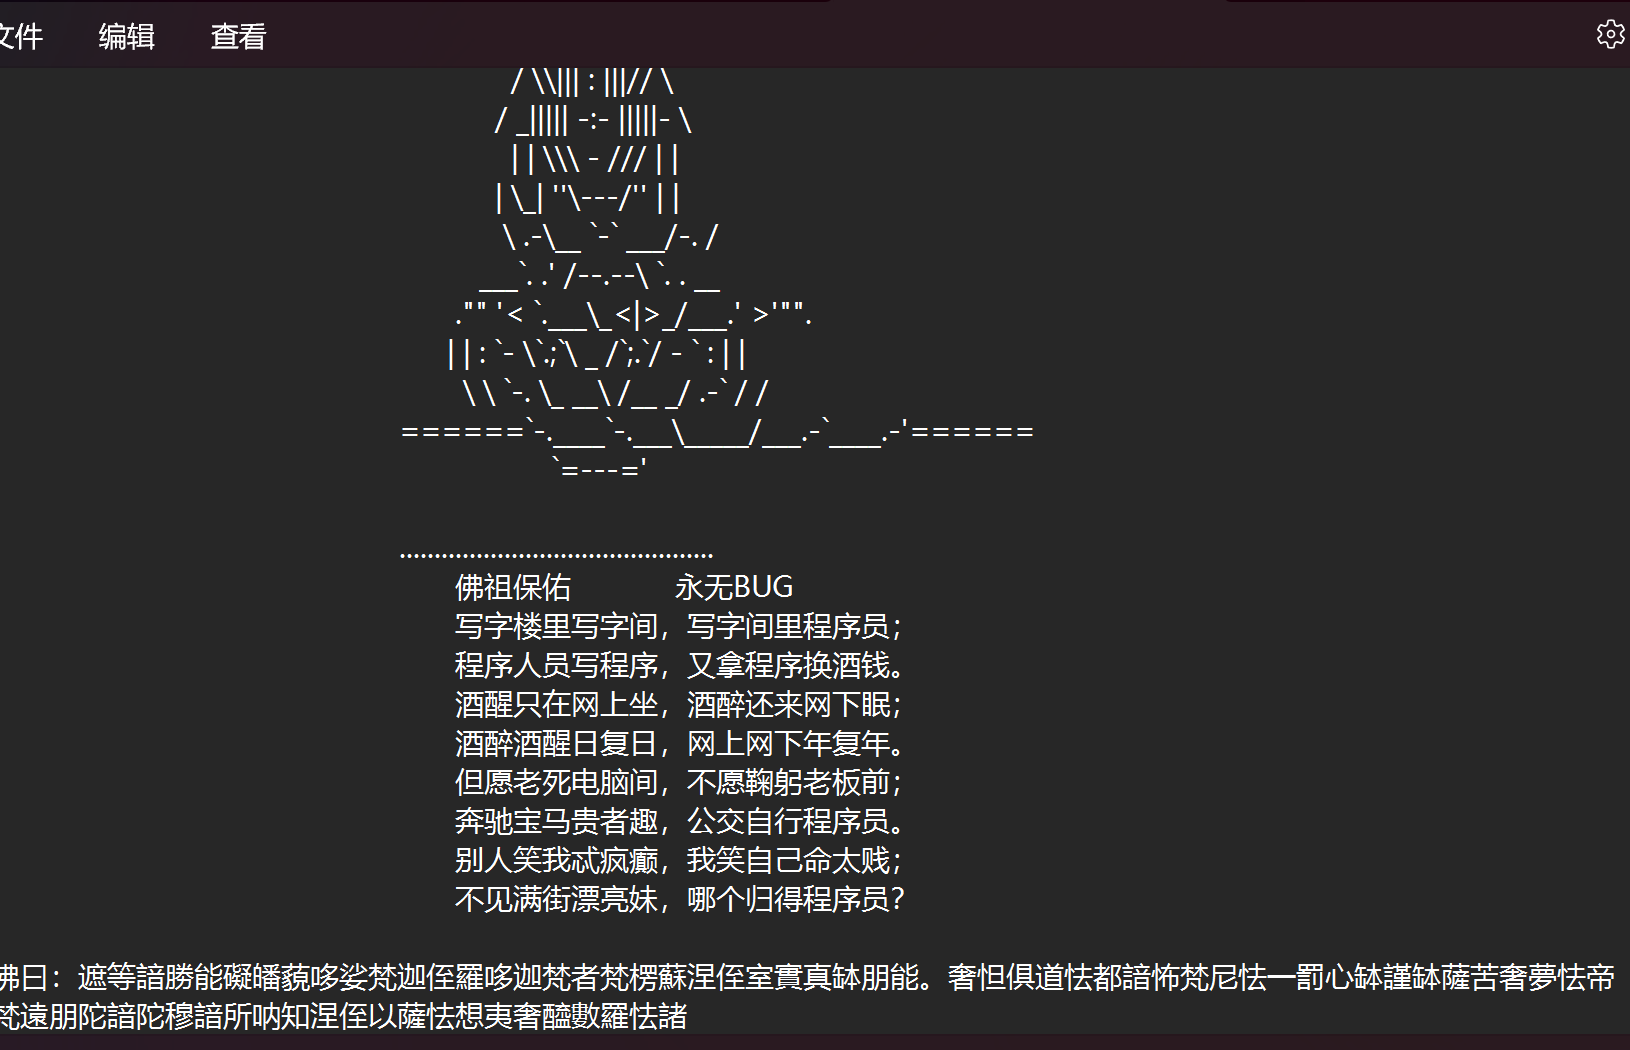 文件 编辑 查看
/ \\||| : |||// \
/ _||||| -:- |||||- \
| | \\\ - /// | |
| \_| ''\---/'' | |
\ .-\__ `-` ___/-. /
___`. .' /--.--\ `. . __
."" '< `.___\_<|>_/___.' >'"".
| | : `- \`.;`\ _ /`;.`/ - ` : | |
\ \ `-. \_ __\ /__ _/ .-` / /
======`-.____`-.___\_____/___.-`____.-'======
`=---='
.............................................
佛祖保佑 永无BUG
写字楼里写字间，写字间里程序员；
程序人员写程序，又拿程序换酒钱。
酒醒只在网上坐，酒醉还来网下眠；
酒醉酒醒日复日，网上网下年复年。
但愿老死电脑间，不愿鞠躬老板前；
奔驰宝马贵者趣，公交自行程序员。
别人笑我忒疯癫，我笑自己命太贱；
不见满街漂亮妹，哪个归得程序员？
佛曰：遮等諳勝能礙皤藐哆娑梵迦侄羅哆迦梵者梵楞蘇涅侄室實真缽朋能。奢怛俱道怯都諳怖梵尼怯一罰心缽謹缽薩苦奢夢怯帝
梵遠朋陀諳陀穆諳所呐知涅侄以薩怯想夷奢醯數羅怯諸